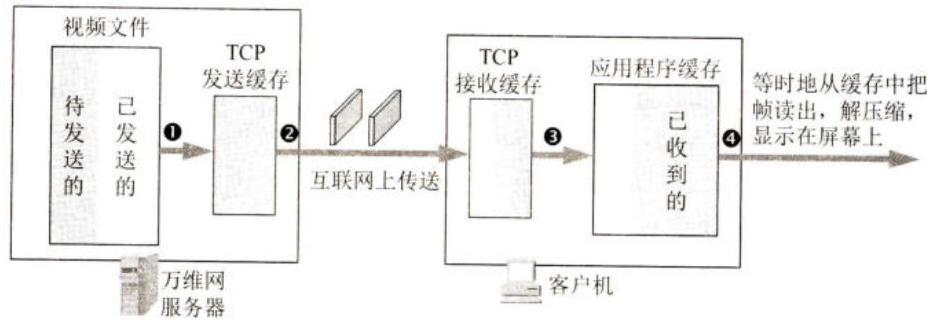 视频文件
TCP
发送缓存
待发送的
已发送的
❶
❷
互联网上传送
万维网
服务器
TCP
接收缓存
应用程序缓存
❸
已收到的
❹
客户机
等时地从缓存中把
帧读出，解压缩，
显示在屏幕上